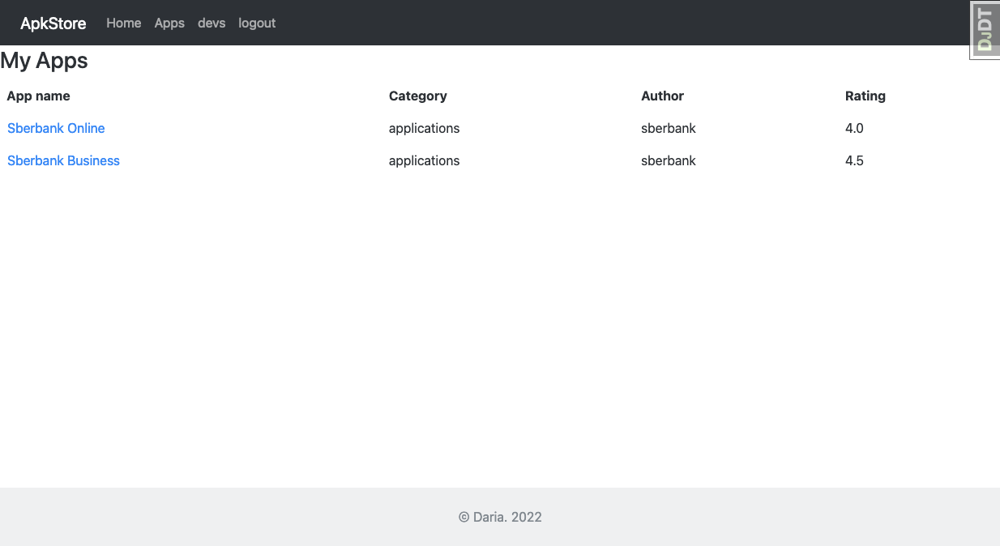 ApkStore Home Apps devs logout
DJDT
My Apps
App name Category Author Rating
Sberbank Online applications sberbank 4.0
Sberbank Business applications sberbank 4.5
© Daria. 2022